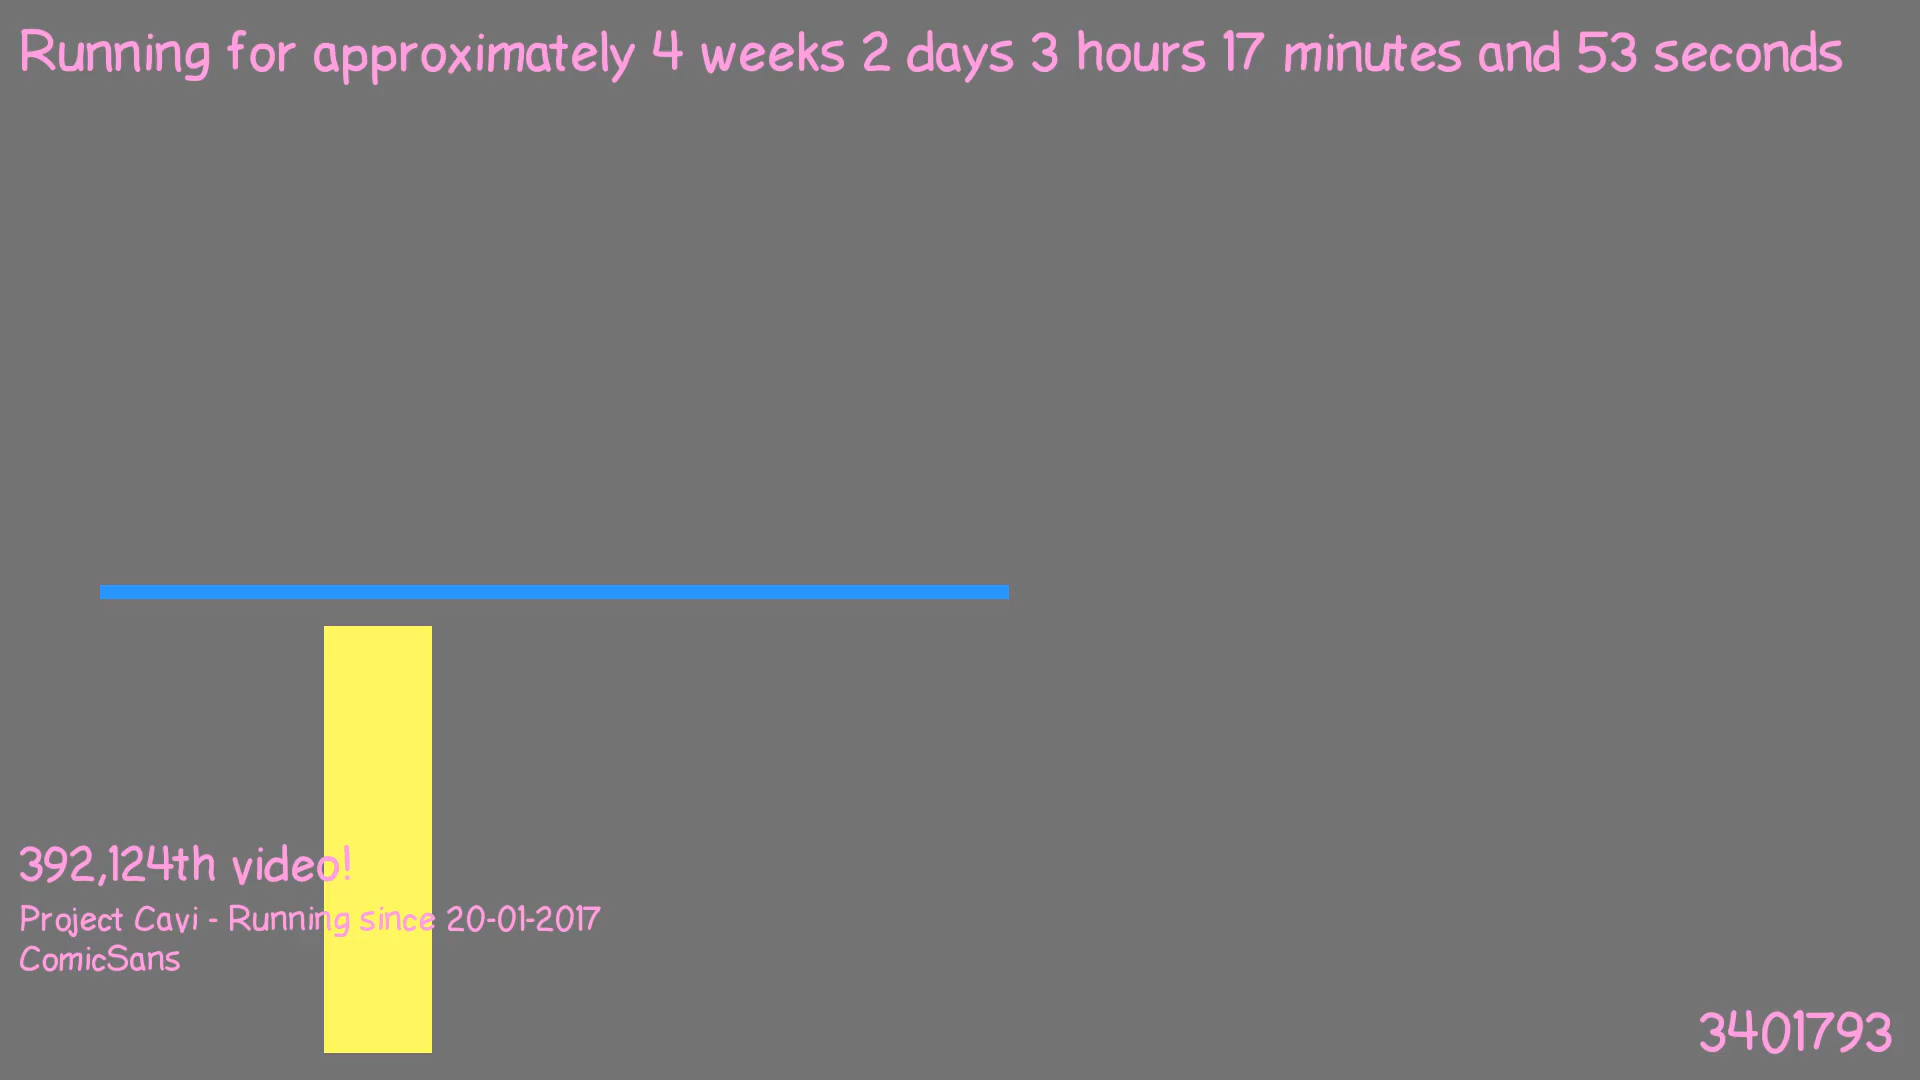 Running for approximately 4 weeks 2 days 3 hours 17 minutes and 53 seconds
392,124th video!
Project Cavi - Running since 20-01-2017
ComicSans
3401793